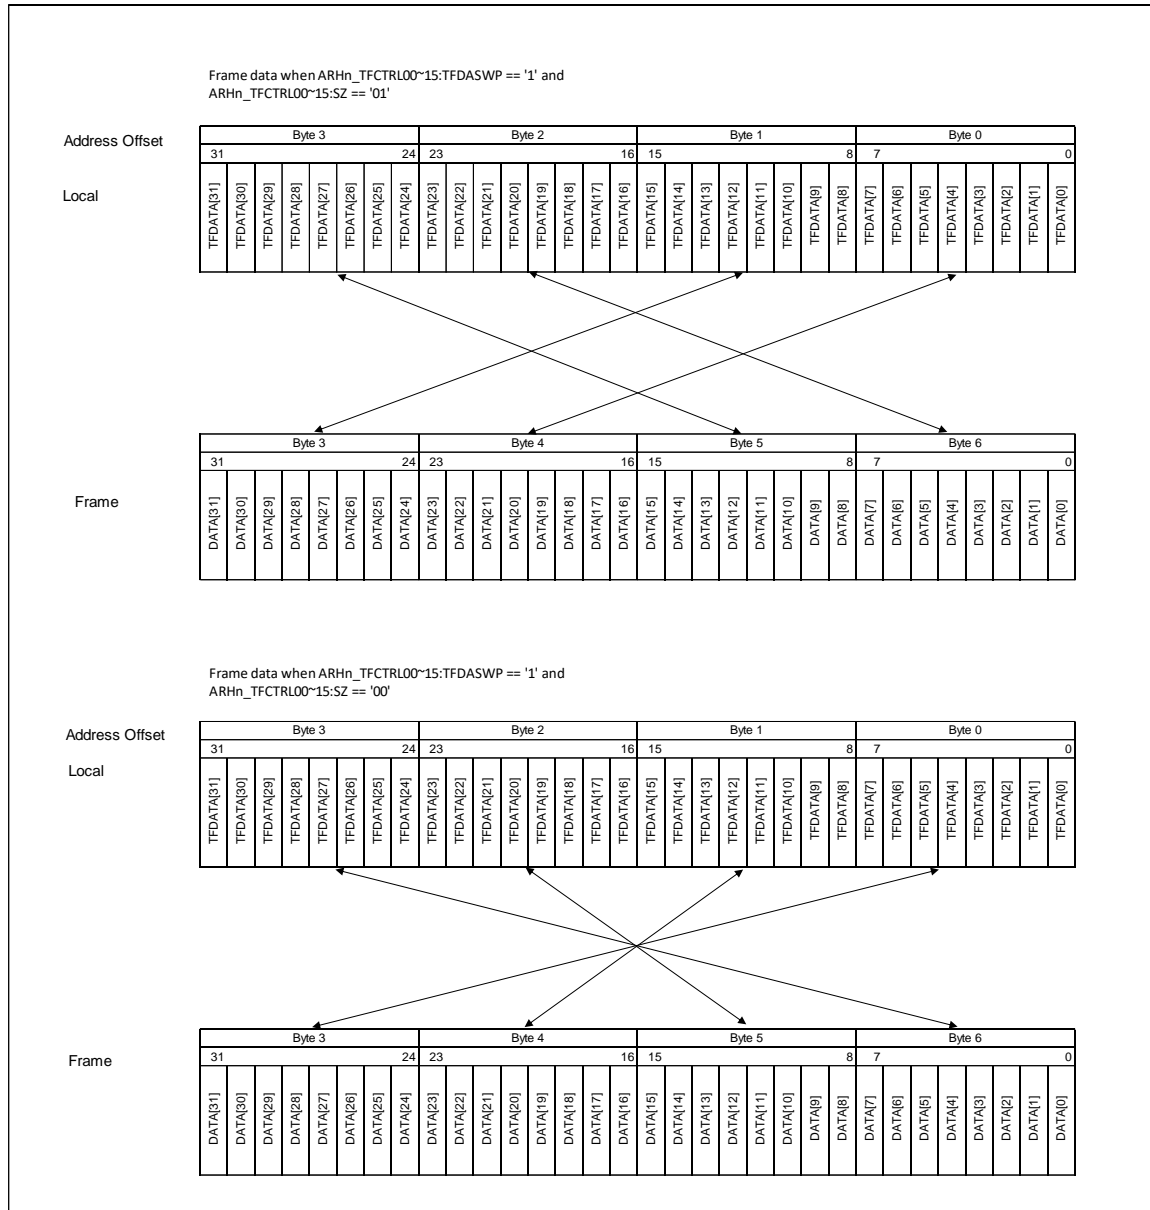 Frame data when ARHn_TFCTRL00~15:TFDASWP == '1' and
ARHn_TFCTRL00~15:SZ == '01'
Address Offset Byte 3 Byte 2 Byte 1 Byte 0
31 24 23 16 15 8 7 0
Local TFDATA[31] TFDATA[30] TFDATA[29] TFDATA[28] TFDATA[27] TFDATA[26] TFDATA[25] TFDATA[24] TFDATA[23] TFDATA[22] TFDATA[21] TFDATA[20] TFDATA[19] TFDATA[18] TFDATA[17] TFDATA[16] TFDATA[15] TFDATA[14] TFDATA[13] TFDATA[12] TFDATA[11] TFDATA[10] TFDATA[9] TFDATA[8] TFDATA[7] TFDATA[6] TFDATA[5] TFDATA[4] TFDATA[3] TFDATA[2] TFDATA[1] TFDATA[0]
Byte 3 Byte 4 Byte 5 Byte 6
31 24 23 16 15 8 7 0
Frame DATA[31] DATA[30] DATA[29] DATA[28] DATA[27] DATA[26] DATA[25] DATA[24] DATA[23] DATA[22] DATA[21] DATA[20] DATA[19] DATA[18] DATA[17] DATA[16] DATA[15] DATA[14] DATA[13] DATA[12] DATA[11] DATA[10] DATA[9] DATA[8] DATA[7] DATA[6] DATA[5] DATA[4] DATA[3] DATA[2] DATA[1] DATA[0]
Frame data when ARHn_TFCTRL00~15:TFDASWP == '1' and
ARHn_TFCTRL00~15:SZ == '00'
Address Offset Byte 3 Byte 2 Byte 1 Byte 0
31 24 23 16 15 8 7 0
Local TFDATA[31] TFDATA[30] TFDATA[29] TFDATA[28] TFDATA[27] TFDATA[26] TFDATA[25] TFDATA[24] TFDATA[23] TFDATA[22] TFDATA[21] TFDATA[20] TFDATA[19] TFDATA[18] TFDATA[17] TFDATA[16] TFDATA[15] TFDATA[14] TFDATA[13] TFDATA[12] TFDATA[11] TFDATA[10] TFDATA[9] TFDATA[8] TFDATA[7] TFDATA[6] TFDATA[5] TFDATA[4] TFDATA[3] TFDATA[2] TFDATA[1] TFDATA[0]
Byte 3 Byte 4 Byte 5 Byte 6
31 24 23 16 15 8 7 0
Frame DATA[31] DATA[30] DATA[29] DATA[28] DATA[27] DATA[26] DATA[25] DATA[24] DATA[23] DATA[22] DATA[21] DATA[20] DATA[19] DATA[18] DATA[17] DATA[16] DATA[15] DATA[14] DATA[13] DATA[12] DATA[11] DATA[10] DATA[9] DATA[8] DATA[7] DATA[6] DATA[5] DATA[4] DATA[3] DATA[2] DATA[1] DATA[0]